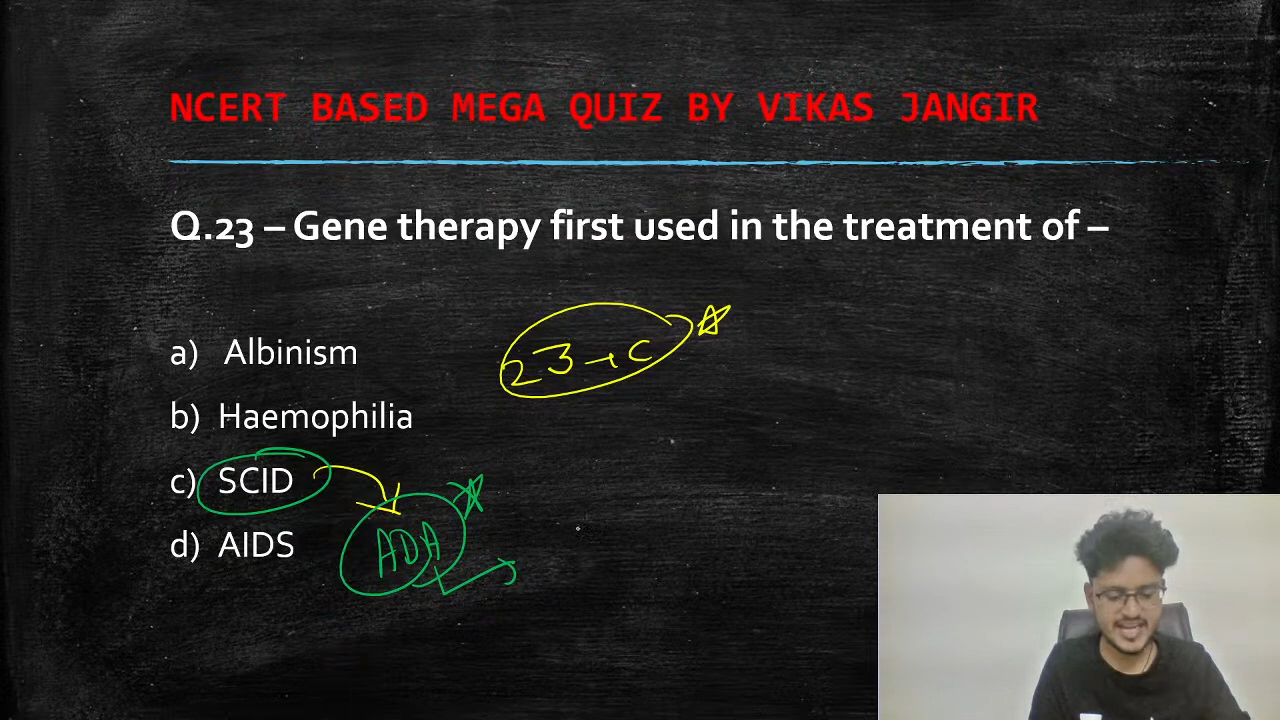 NCERT BASED MEGA QUIZ BY VIKAS JANGIR
Q.23 – Gene therapy first used in the treatment of –
a) Albinism
23 → C
b) Haemophilia
c) SCID
d) AIDS
ADA